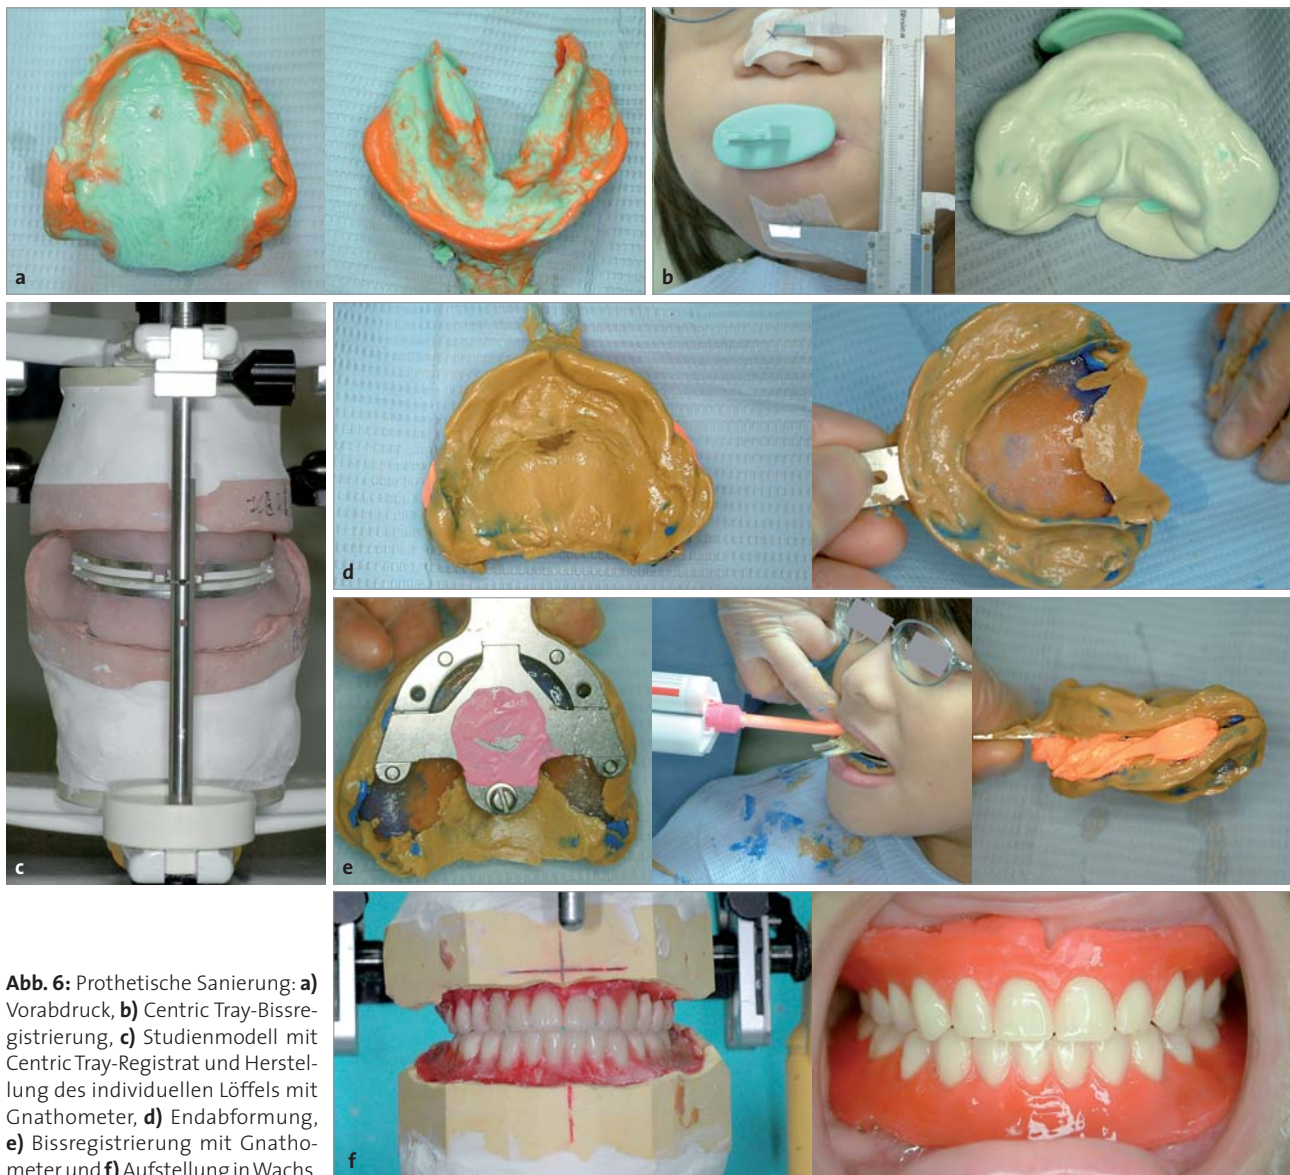 a
b
c
d
e
f
Abb. 6: Prothetische Sanierung: a)
Vorabdruck, b) Centric Tray-Bissre-
gistrierung, c) Studienmodell mit
Centric Tray-Registrat und Herstel-
lung des individuellen Löffels mit
Gnathometer, d) Endabformung,
e) Bissregistrierung mit Gnatho-
meter und f) Aufstellung in Wachs.